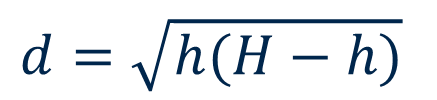 d = √h(H − h)